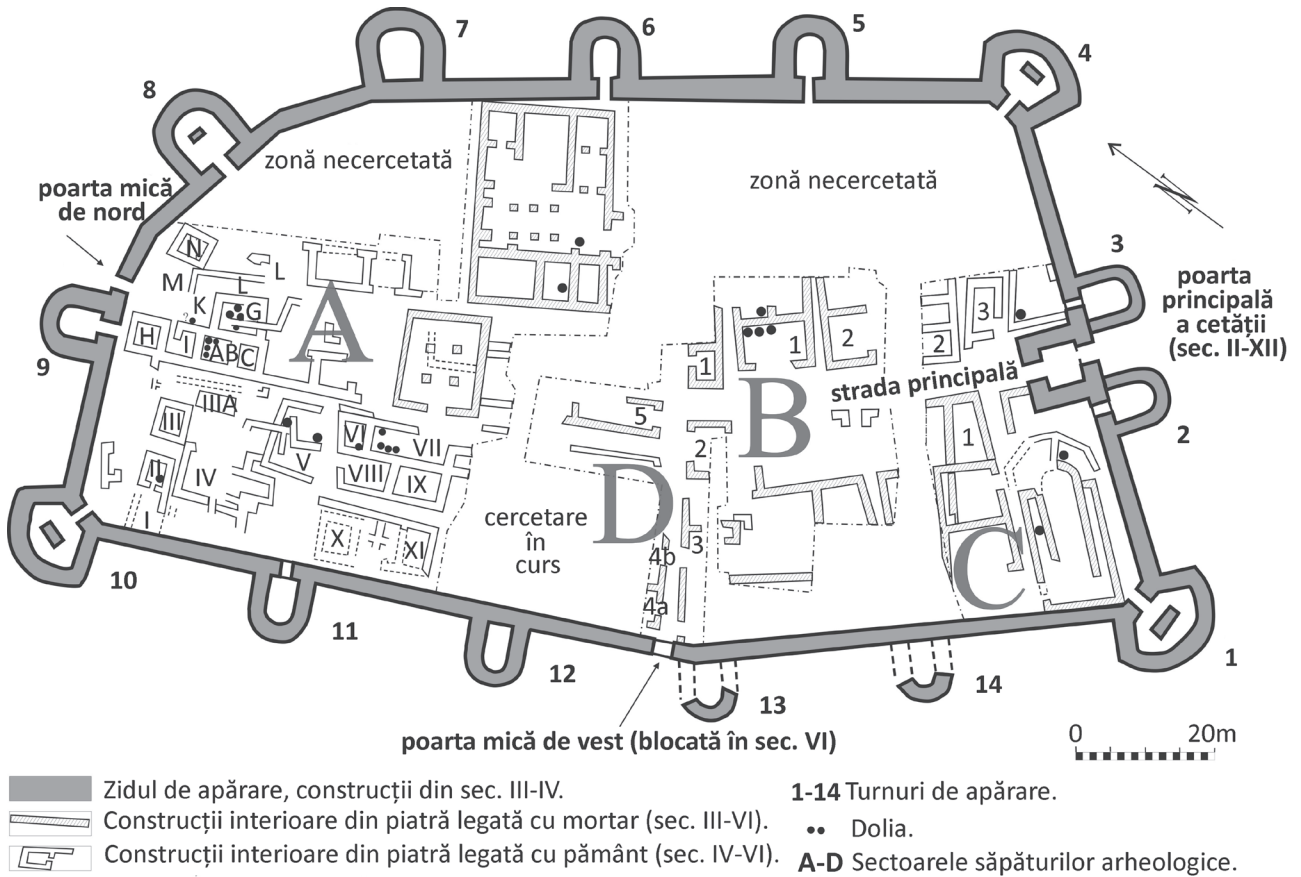 7
6
5
4
8
zonă necercetată
zonă necercetată
poarta mică
de nord
N
3
poarta
principală
a cetății
(sec. II-XII)
L
L
M
K
G
A
H
I
A
B
C
?
9
1
1
2
2
3
strada principală
B
IIIA
III
5
2
1
2
VI
VII
V
VIII
IX
II
IV
I
D
cercetare
în
curs
X
XI
3
4b
4a
C
10
11
12
13
14
1
poarta mică de vest (blocată în sec. VI)
0 20m
Zidul de apărare, construcții din sec. III-IV.
Construcții interioare din piatră legată cu mortar (sec. III-VI).
Construcții interioare din piatră legată cu pământ (sec. IV-VI).
1-14 Turnuri de apărare.
Dolia.
A-D Sectoarele săpăturilor arheologice.